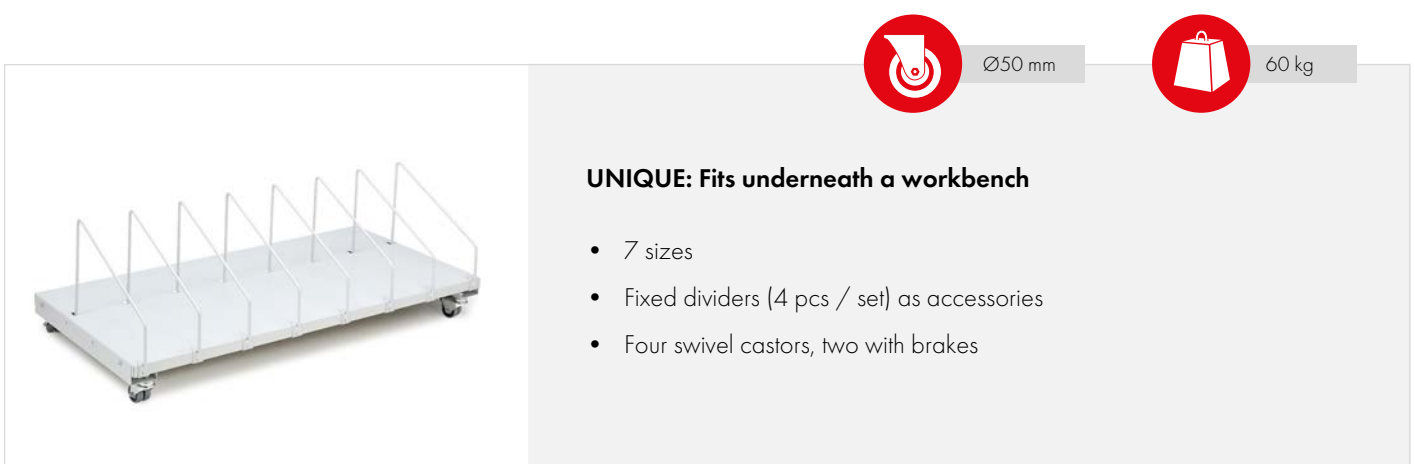 Ø50 mm
60 kg
UNIQUE: Fits underneath a workbench
• 7 sizes
• Fixed dividers (4 pcs / set) as accessories
• Four swivel castors, two with brakes